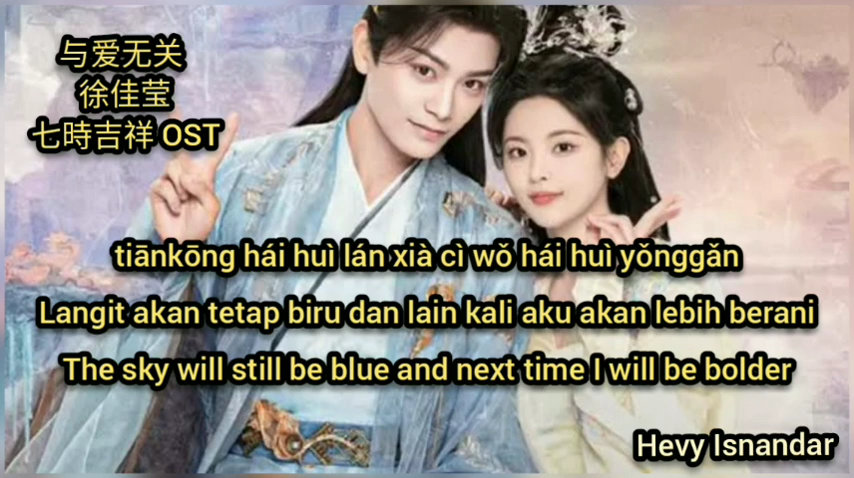 与爱无关
徐佳莹
七時吉祥 OST
tiānkōng hái huì lán xià cì wǒ hái huì yǒnggǎn
Langit akan tetap biru dan lain kali aku akan lebih berani
The sky will still be blue and next time I will be bolder
Hevy Isnandar